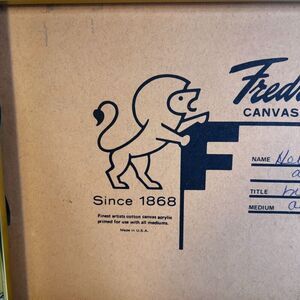 CANVAS
F
NAME
Since 1868
TITLE
Finest artists cotton canvas acrylic
primed for use with all mediums.
MEDIUM
Made in U.S.A.